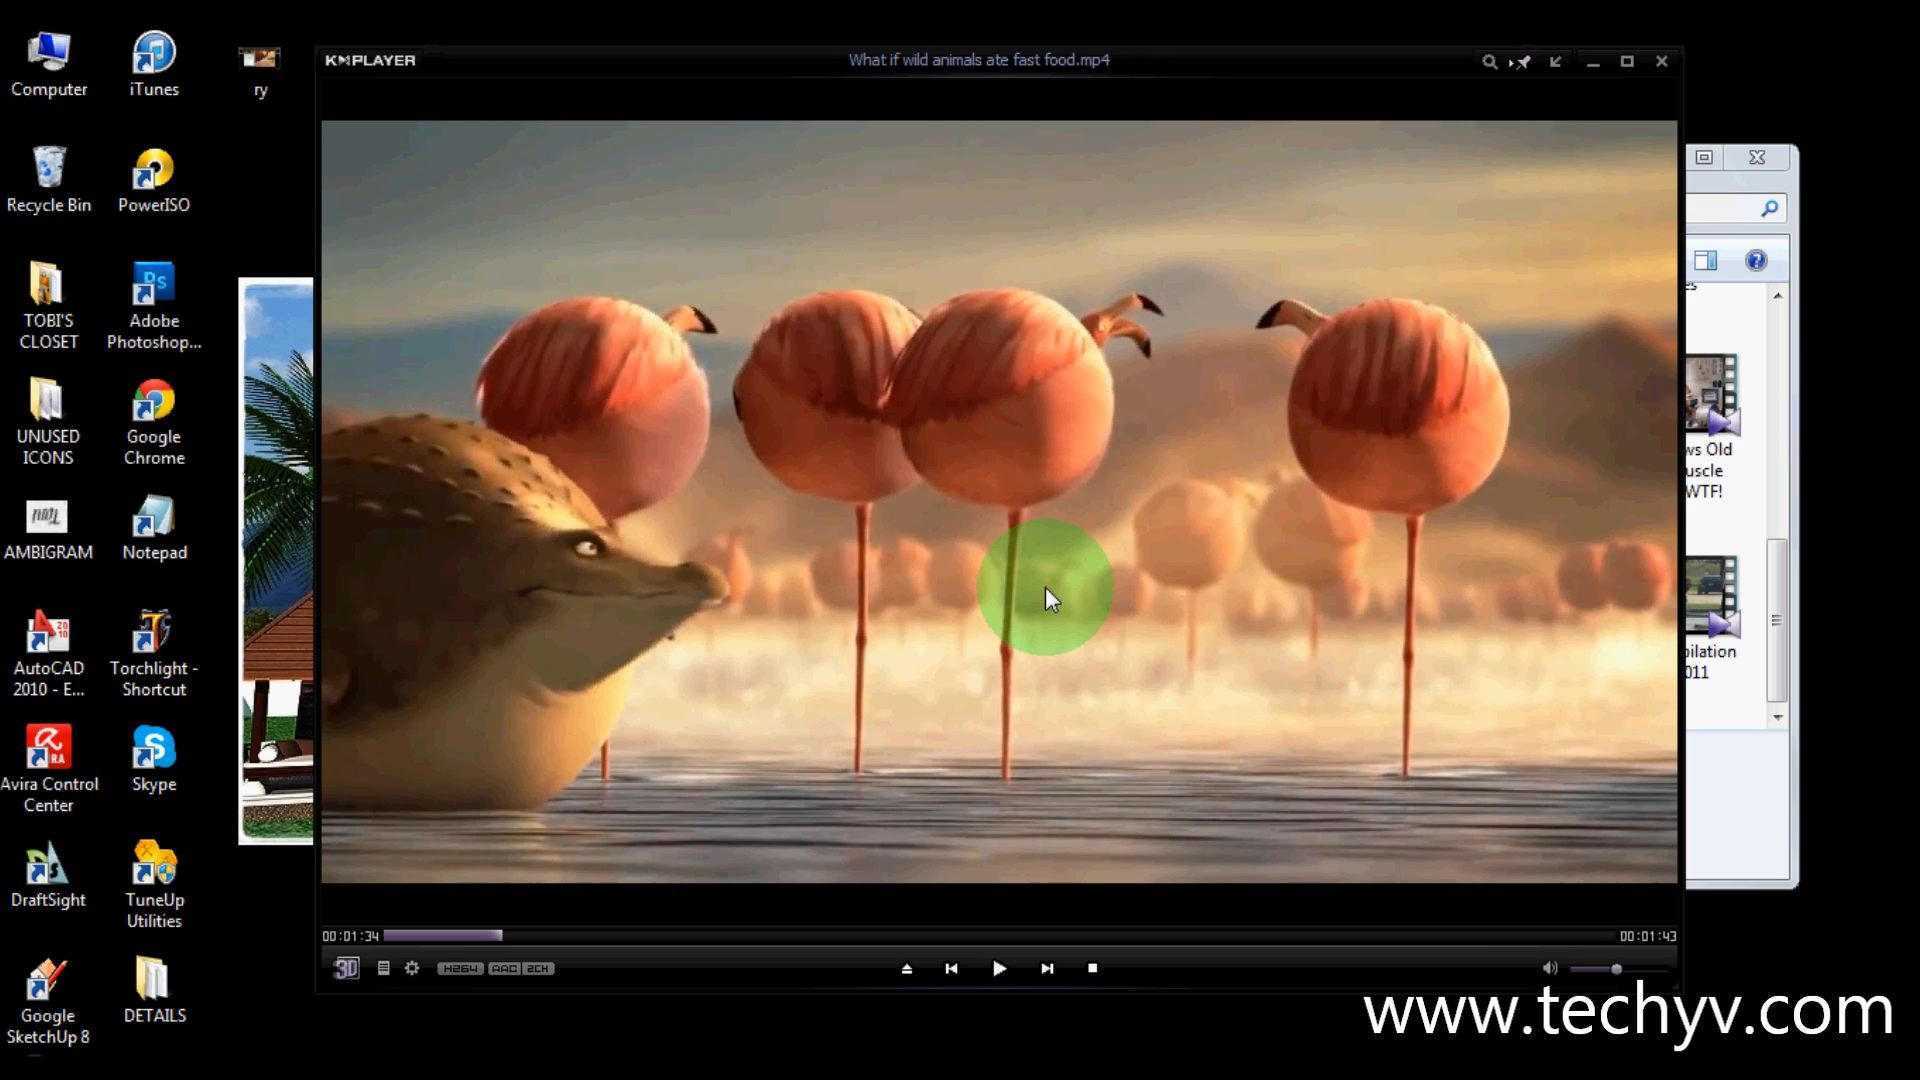 Computer
iTunes
ry
Recycle Bin
PowerISO
TOBI'S
CLOSET
Ps
Adobe
Photoshop...
UNUSED
ICONS
Google
Chrome
AMBIGRAM
Notepad
AutoCAD
2010 - E...
Torchlight -
Shortcut
Avira Control
Center
Skype
DraftSight
TuneUp
Utilities
Google
SketchUp 8
DETAILS
KMPLAYER
What if wild animals ate fast food.mp4
ws Old
uscle
WTF!
pilation
011
00:01:34
00:01:43
3D
H264 AAC 2CH
www.techyv.com